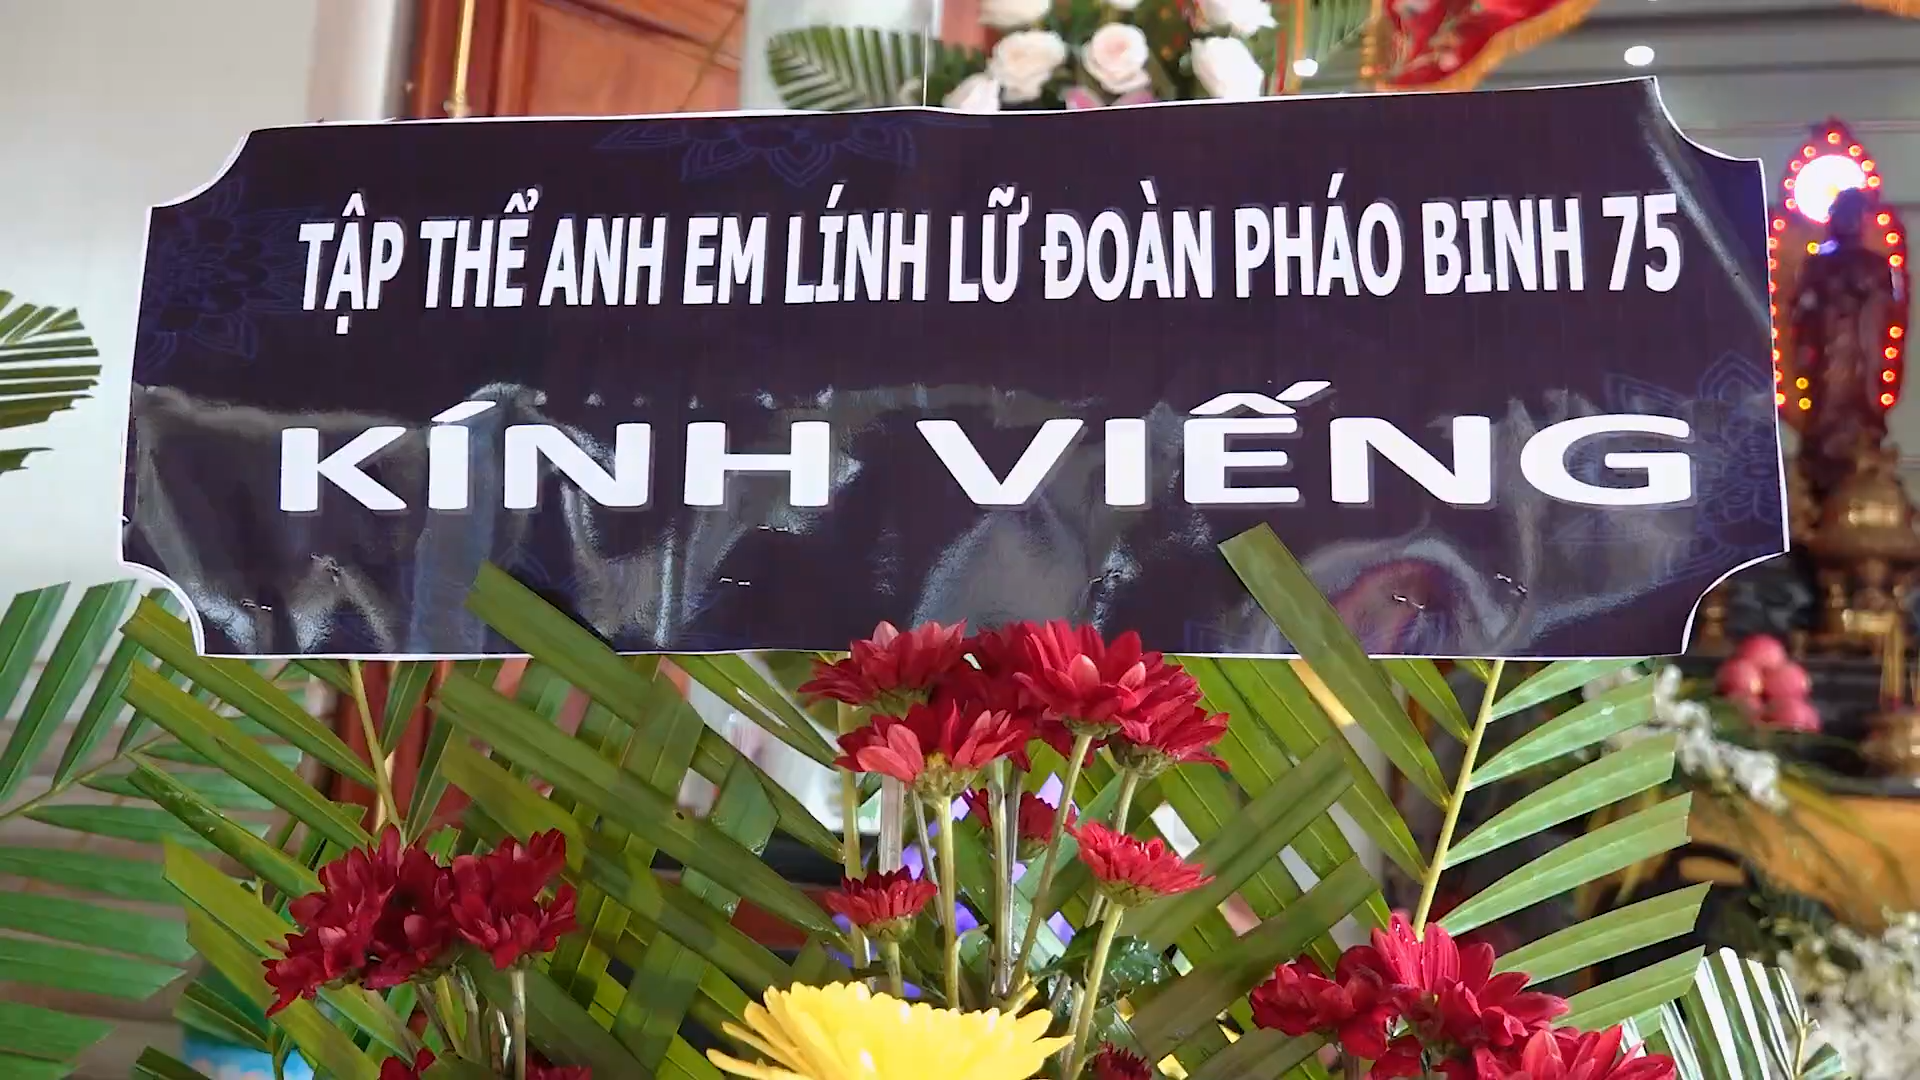 TẬP THỂ ANH EM LÍNH LỮ ĐOÀN PHÁO BINH 75
KÍNH VIẾNG